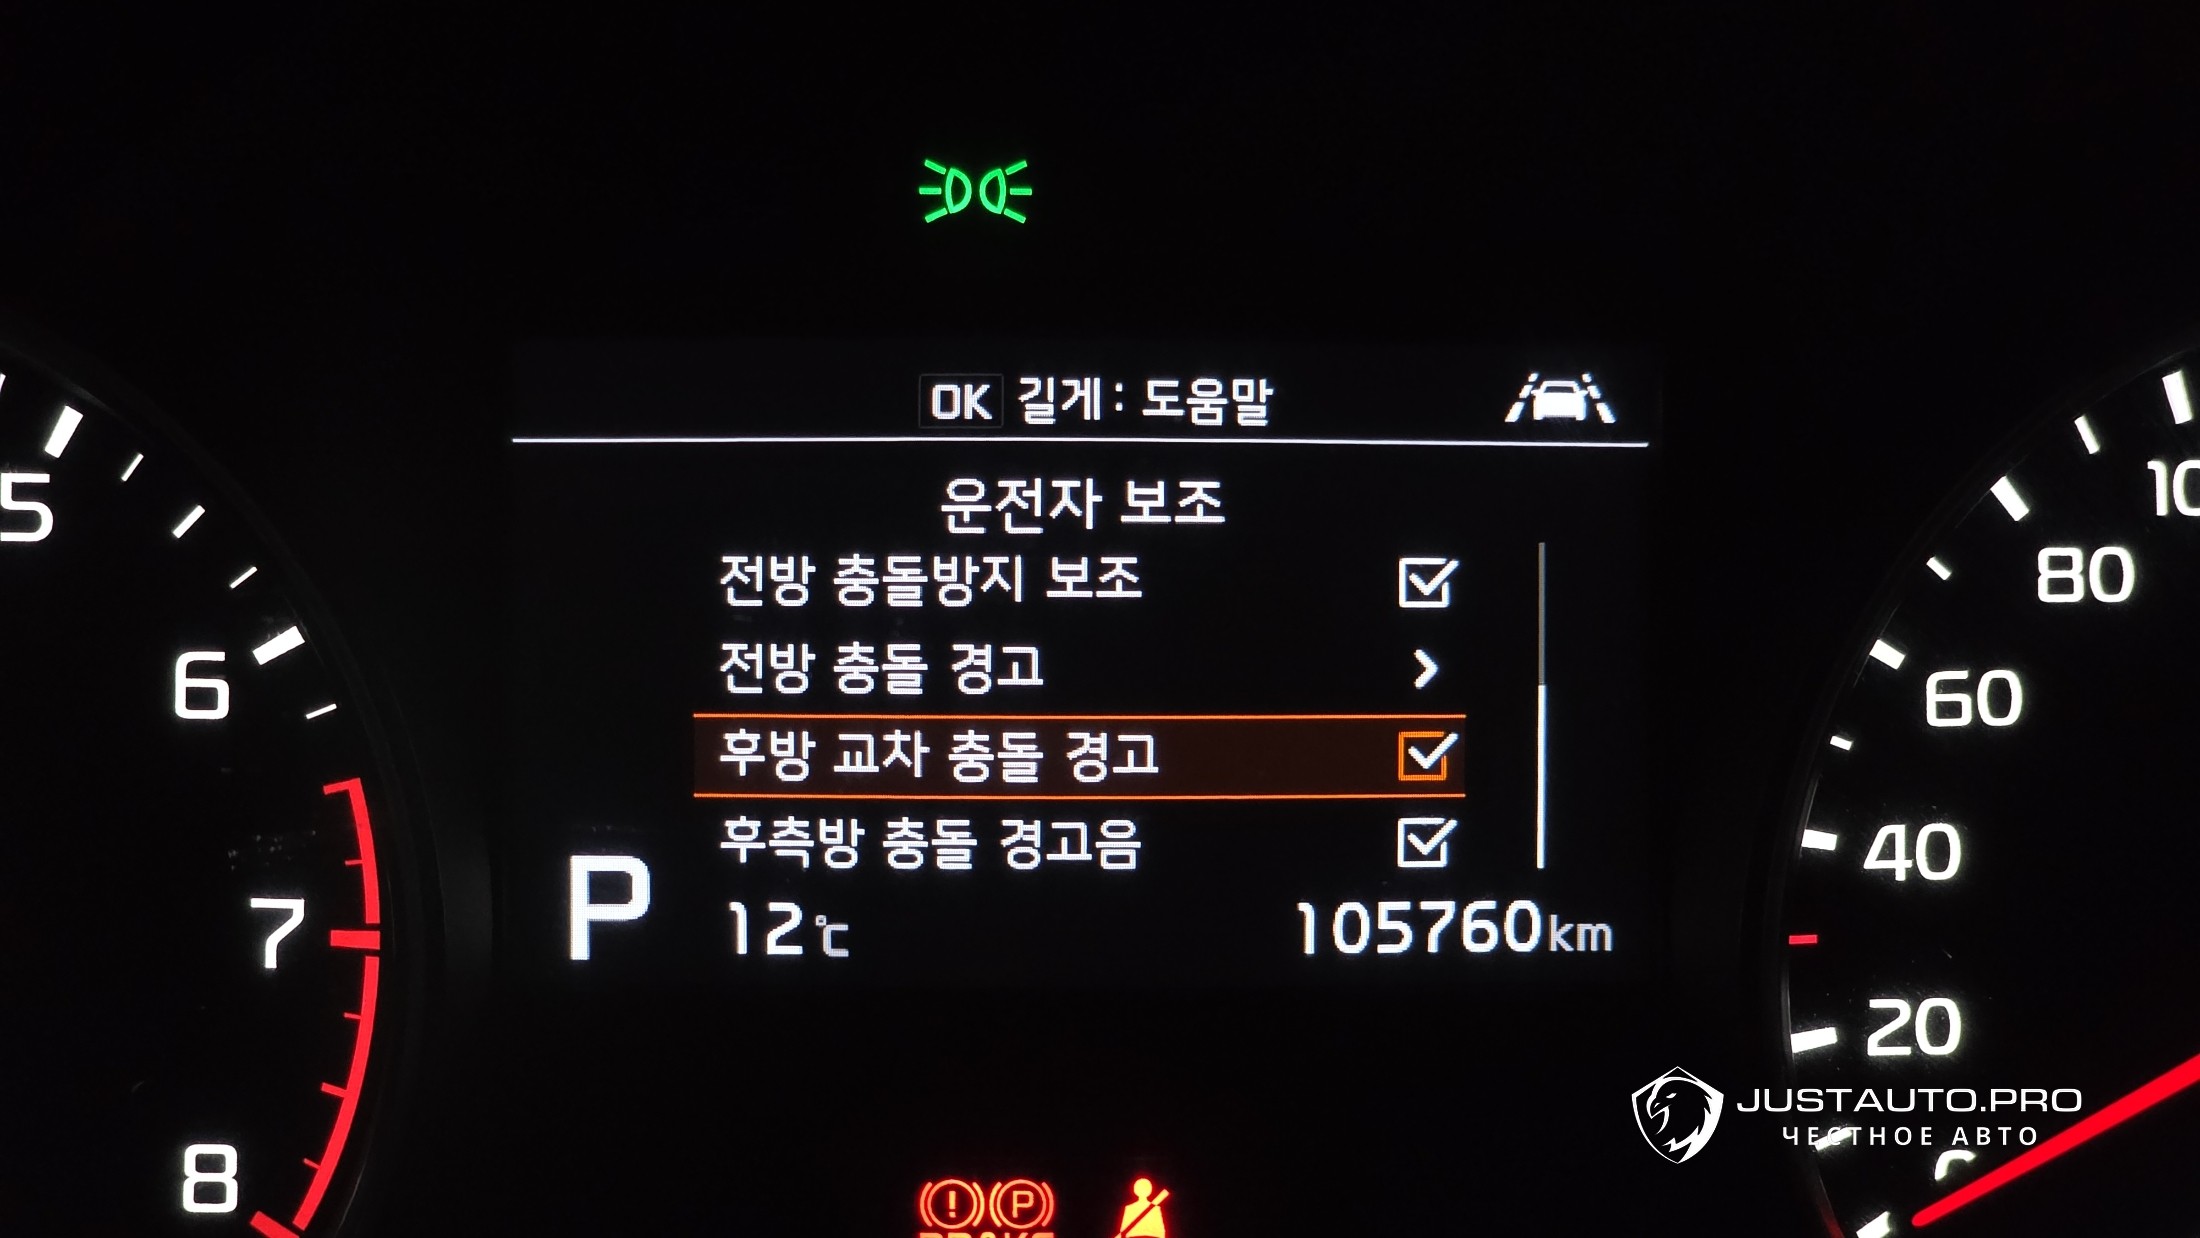 OK 길게 : 도움말
운전자 보조
전방 충돌방지 보조
전방 충돌 경고
후방 교차 충돌 경고
후측방 충돌 경고음
P
12℃
105760km
5
6
7
8
80
60
40
20
JUSTAUTO.PRO
ЧЕСТНОЕ АВТО
P